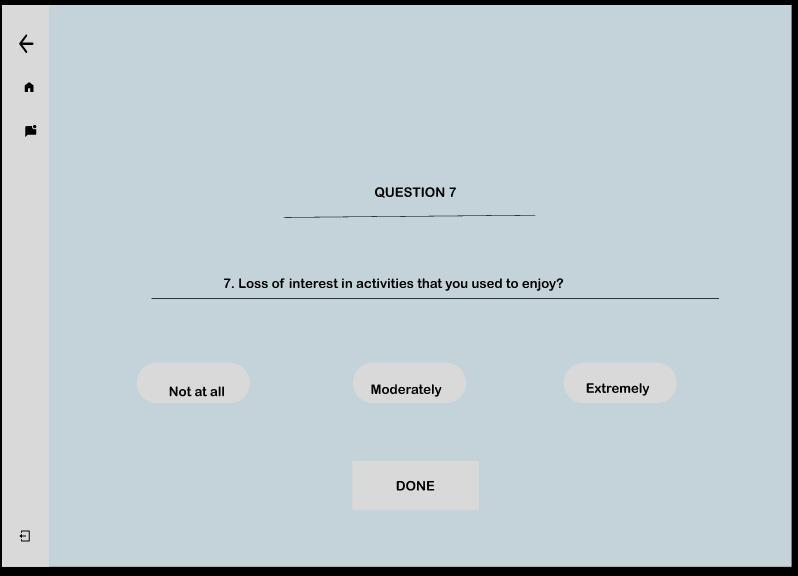 QUESTION 7
7. Loss of interest in activities that you used to enjoy?
Not at all
Moderately
Extremely
DONE